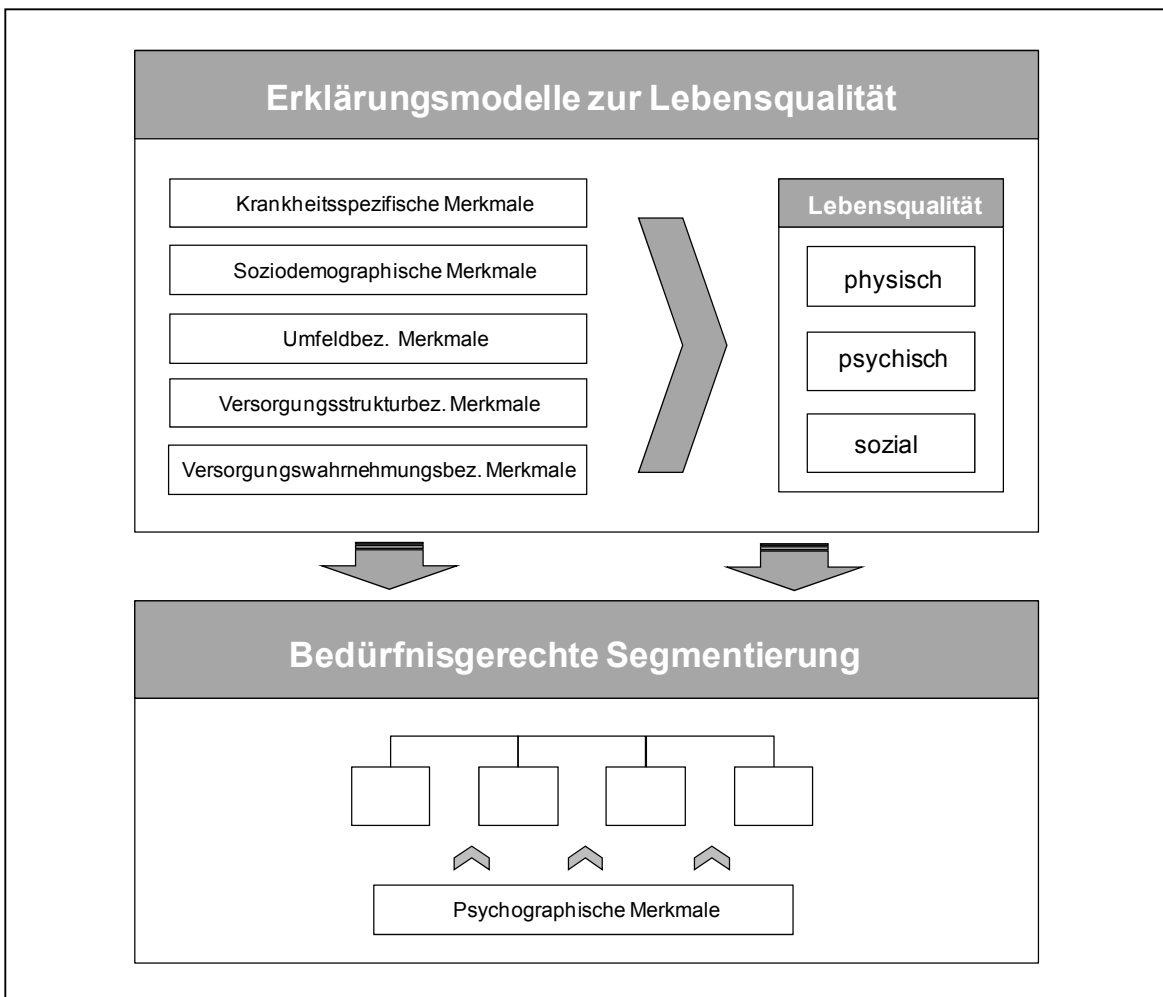 Erklärungsmodelle zur Lebensqualität
Krankheitsspezifische Merkmale
Soziodemographische Merkmale
Umfeldbez. Merkmale
Versorgungsstrukturbez. Merkmale
Versorgungswahrnehmungsbez. Merkmale
Lebensqualität
physisch
psychisch
sozial
Bedürfnisgerechte Segmentierung
Psychographische Merkmale